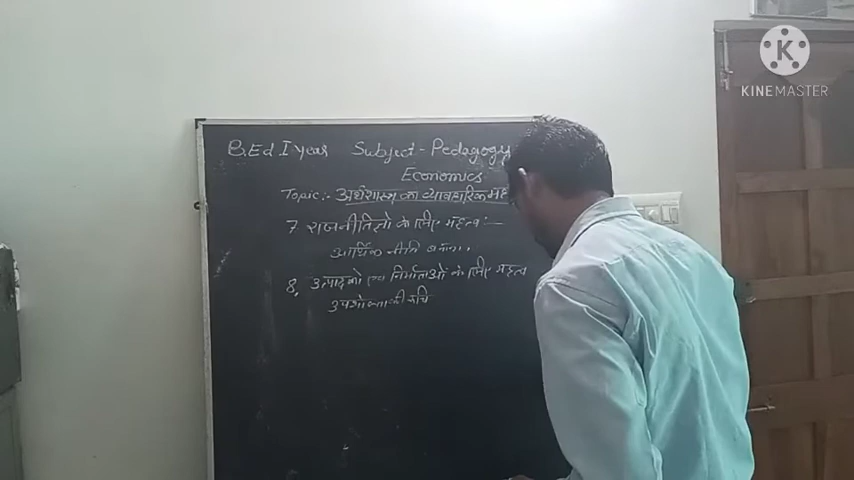 B.Ed I year Subject - Pedagogy
Economics
Topic:- अर्थशास्त्र का व्यावहारिक
7 राजनीतिज्ञो के लिए महत्व :—
आर्थिक नीति बनाना.
8. उत्पादको एवं निर्माताओं के लिए महत्व
उपभोक्ता की रुचि
KINEMASTER